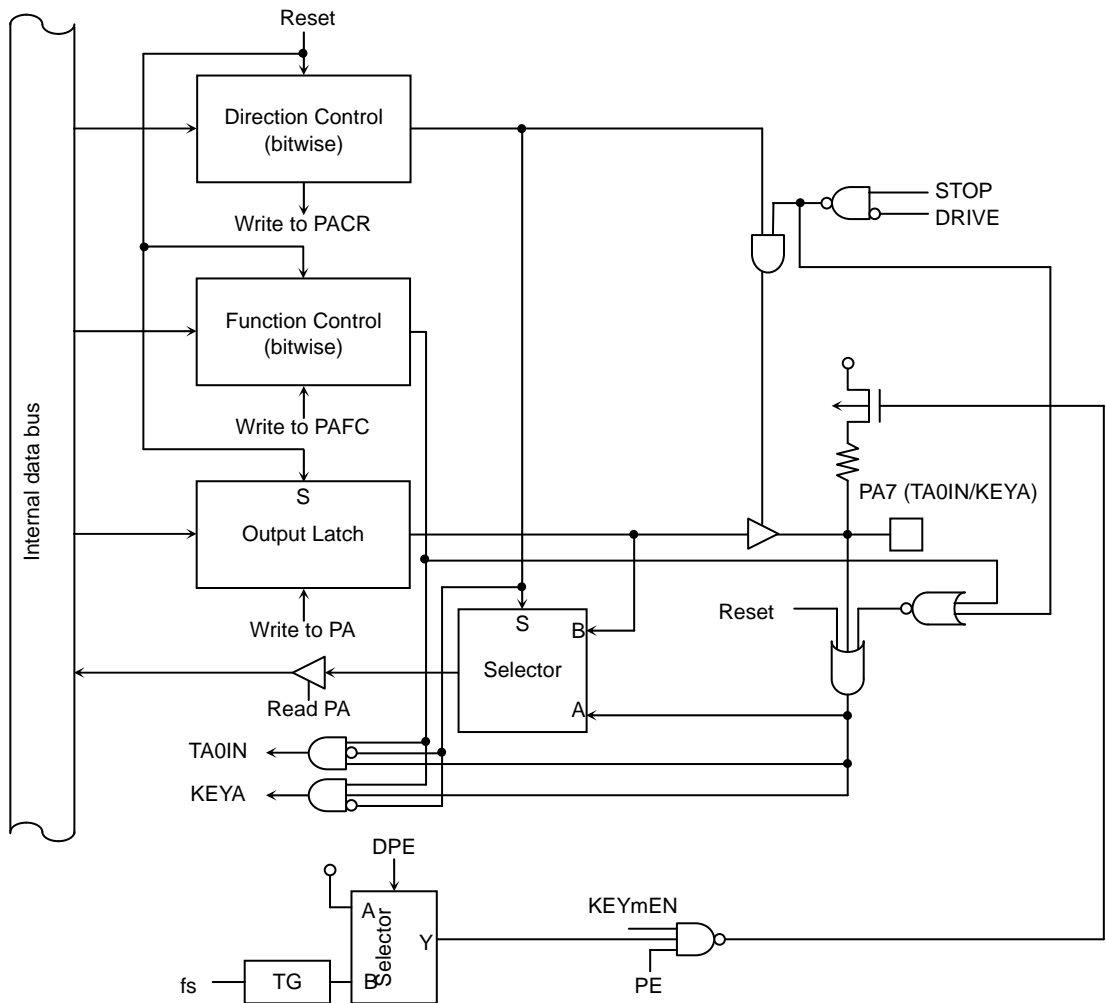 Reset
Direction Control
(bitwise)
STOP
DRIVE
Write to PACR
Function Control
(bitwise)
Internal data bus
Write to PAFC
S
PA7 (TA0IN/KEYA)
Output Latch
Write to PA
Reset
S
B
Selector
A
Read PA
TA0IN
KEYA
DPE
A
Selector
Y
KEYmEN
B
fs
TG
PE